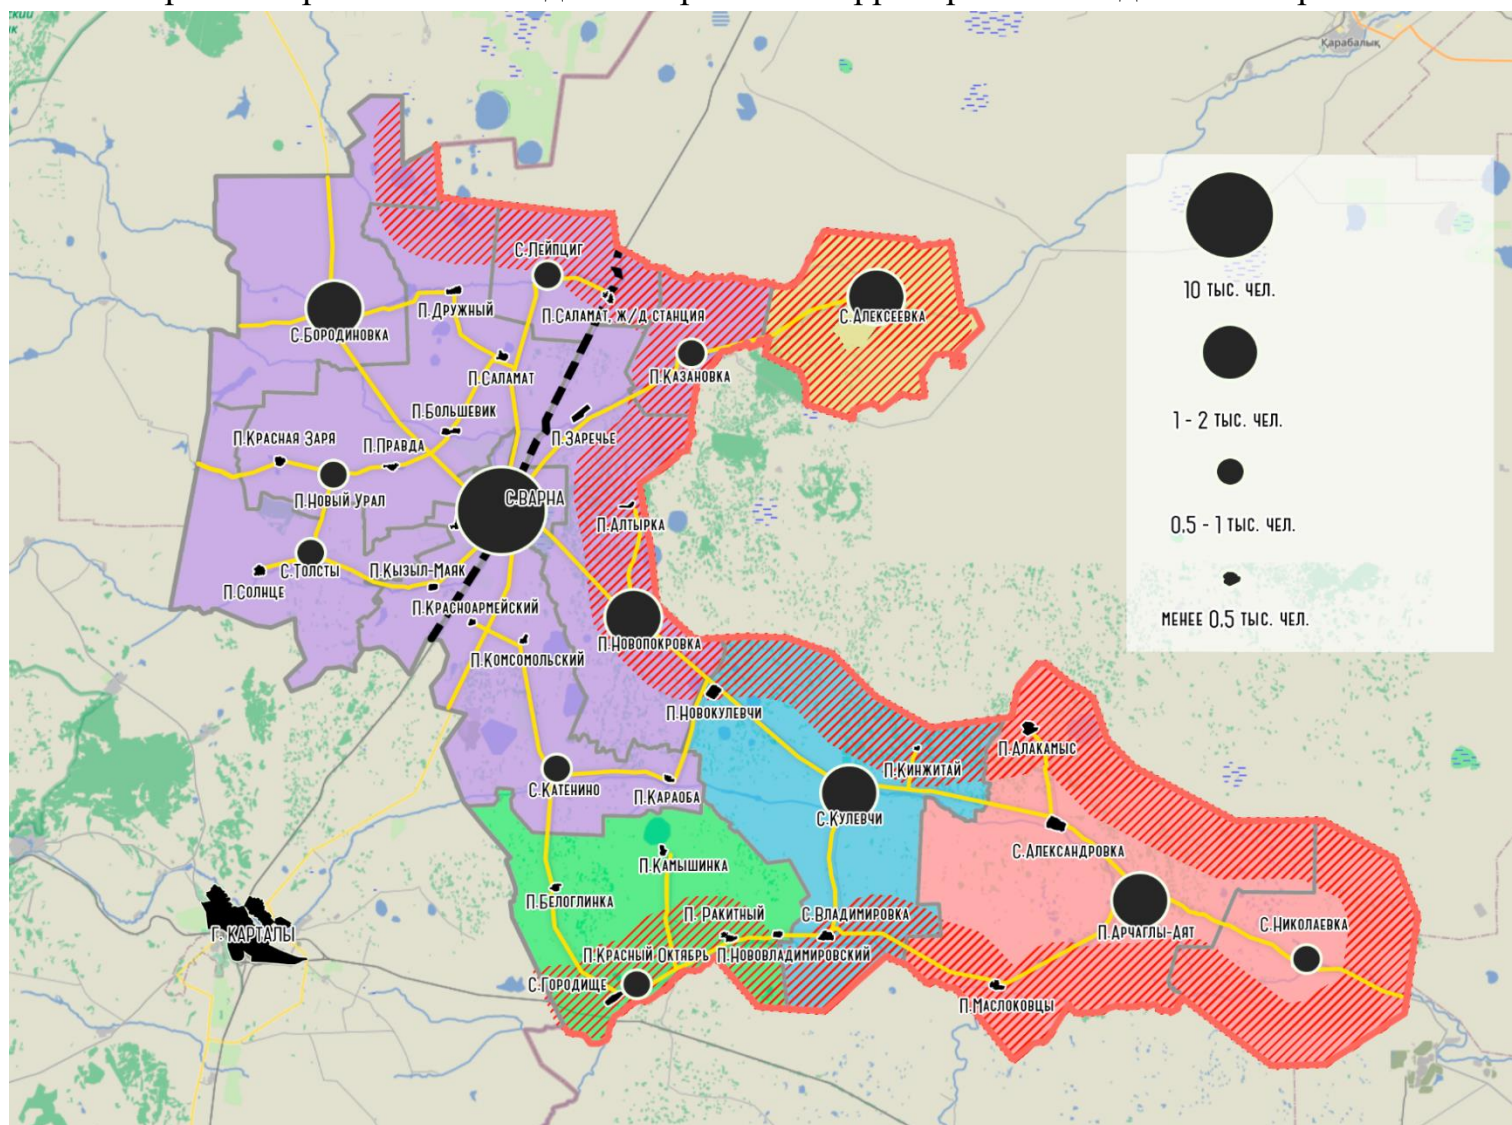 Қарабалық
10 тыс. чел.
1 - 2 тыс. чел.
0,5 - 1 тыс. чел.
менее 0,5 тыс. чел.
с.Лейпциг
п.Дружный
п.Саламат, ж/д станция
с.Алексеевка
с.Бородиновка
п.Саламат
п.Казановка
п.Большевик
п.Красная Заря
п.Правда
п.Заречье
п.Новый Урал
с.Варна
п.Алтырка
с.Толсты
п.Кызыл-Маяк
п.Солнце
п.Красноармейский
п.Новопокровка
п.Комсомольский
п.Новокулевчи
п.Алакамыс
п.Кинжитай
с.Катенино
п.Караоба
с.Кулевчи
с.Александровка
п.Камышинка
п.Белоглинка
п. Ракитный
с.Владимировка
с.Николаевка
г. Карталы
п.Арчаглы-Аят
п.Красный Октябрь
п.Нововладимировский
с.Городище
п.Маслоковцы